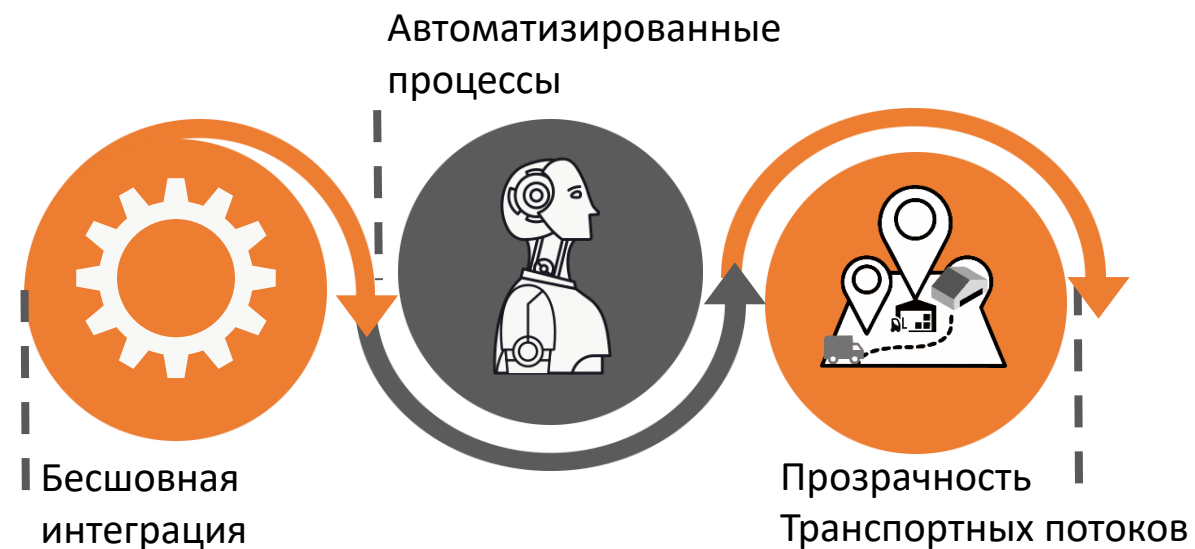 Автоматизированные
процессы
Бесшовная
интеграция
Прозрачность
Транспортных потоков